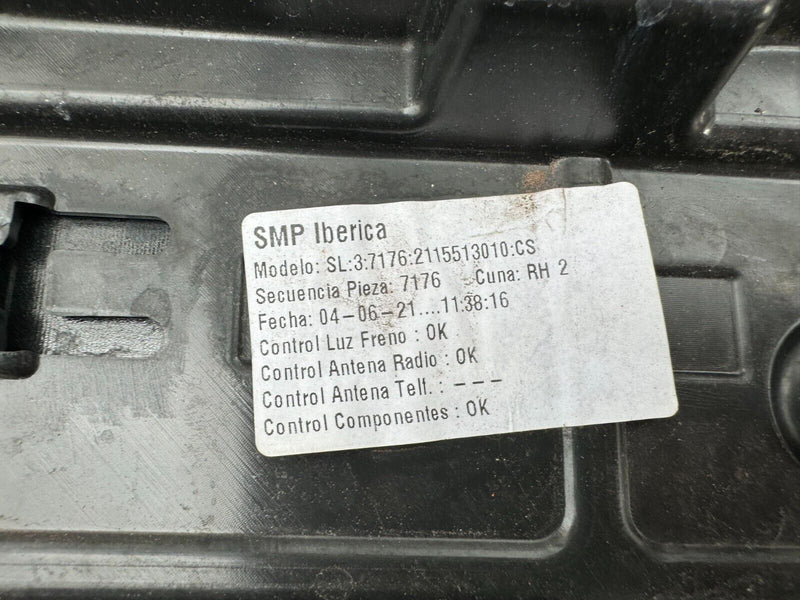 SMP Iberica
Modelo: SL:3:7176:2115513010:CS
Secuencia Pieza: 7176 Cuna: RH 2
Fecha: 04-06-21....11:38:16
Control Luz Freno : OK
Control Antena Radio : OK
Control Antena Telf. : ---
Control Componentes : OK